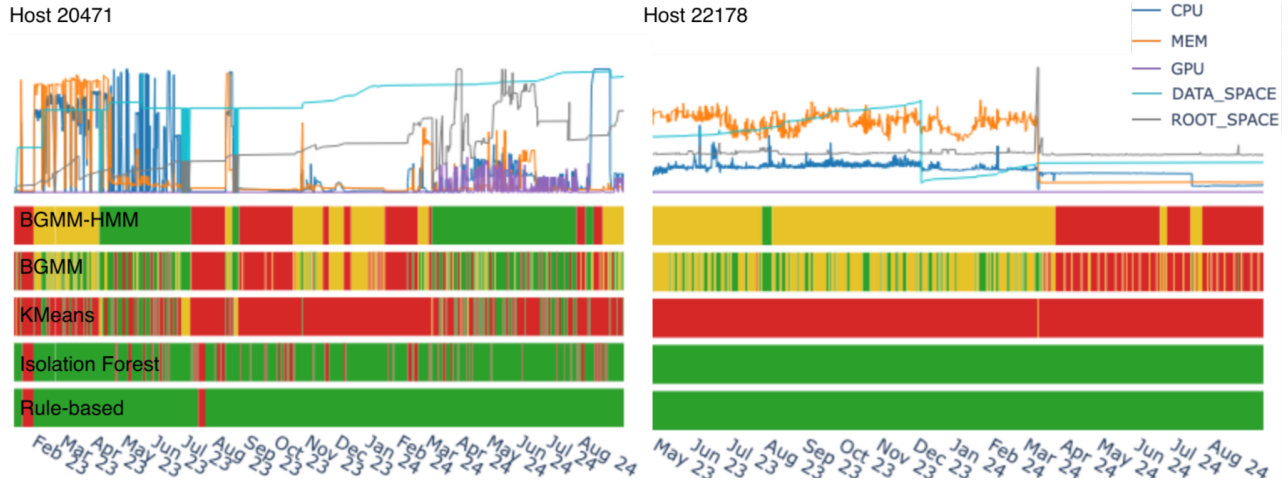 Host 20471
Host 22178
CPU
MEM
GPU
DATA_SPACE
ROOT_SPACE
BGMM-HMM
BGMM
KMeans
Isolation Forest
Rule-based
Feb 23
Mar 23
Apr 23
May 23
Jun 23
Jul 23
Aug 23
Sep 23
Oct 23
Nov 23
Dec 23
Jan 24
Feb 24
Mar 24
Apr 24
May 24
Jun 24
Jul 24
Aug 24
May 23
Jun 23
Jul 23
Aug 23
Sep 23
Oct 23
Nov 23
Dec 23
Jan 24
Feb 24
Mar 24
Apr 24
May 24
Jun 24
Jul 24
Aug 24